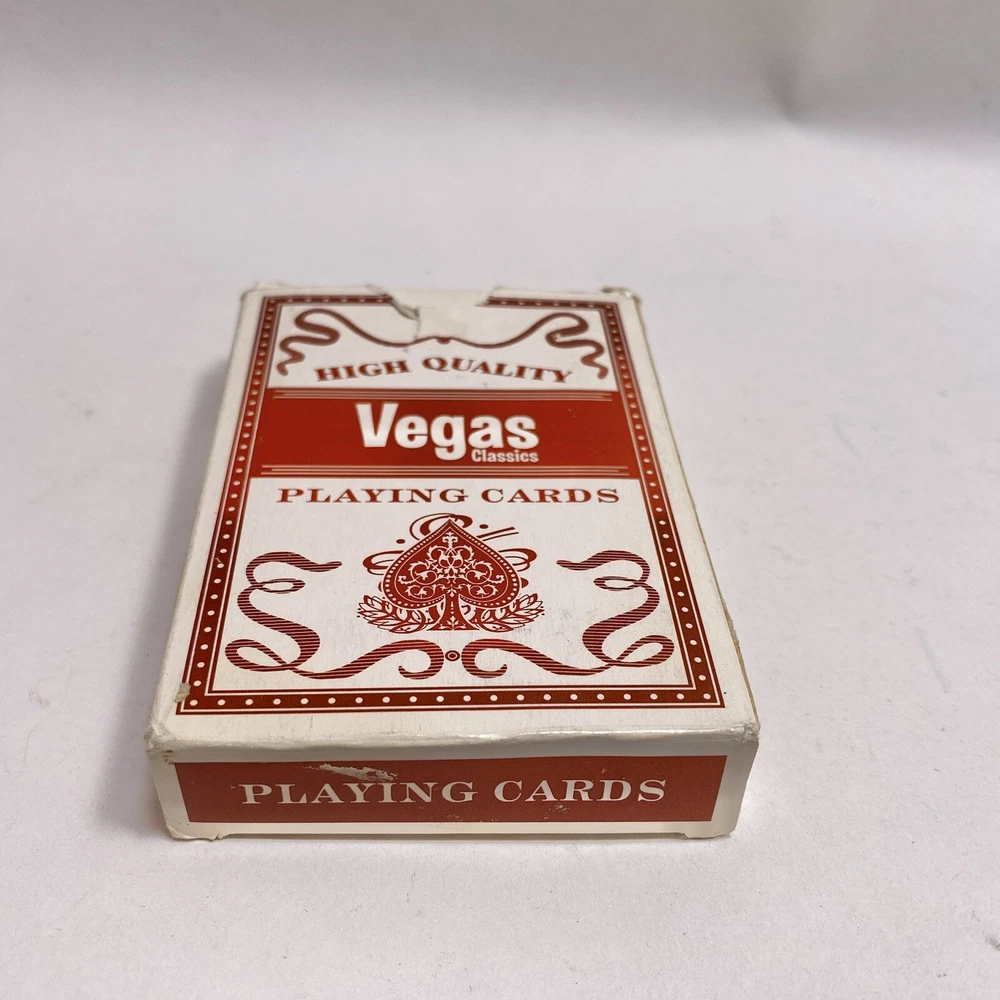 HIGH QUALITY
Vegas
Classics
PLAYING CARDS
PLAYING CARDS